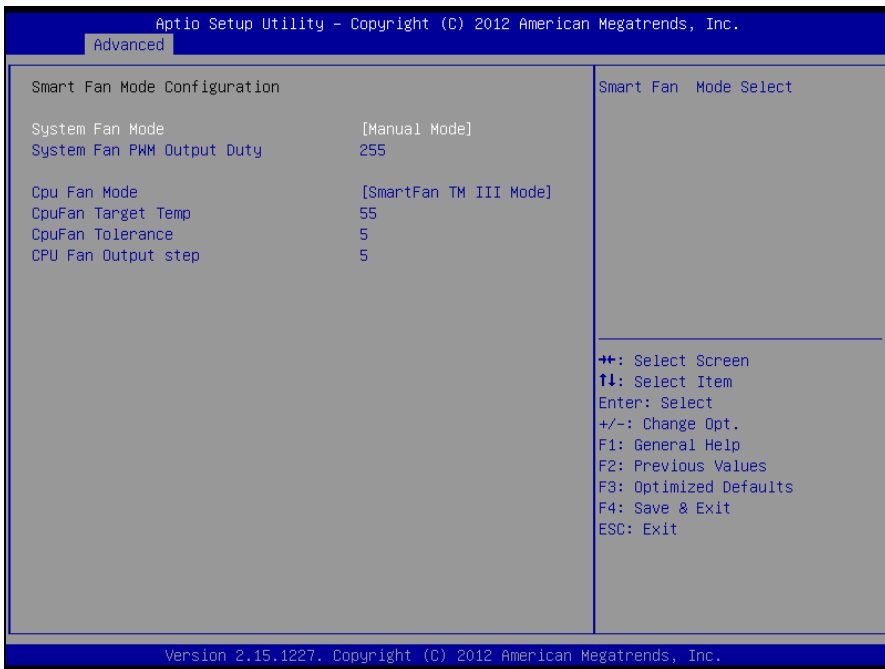 Aptio Setup Utility – Copyright (C) 2012 American Megatrends, Inc.
Advanced
Smart Fan Mode Configuration
System Fan Mode [Manual Mode]
System Fan PWM Output Duty 255
Cpu Fan Mode [SmartFan TM III Mode]
CpuFan Target Temp 55
CpuFan Tolerance 5
CPU Fan Output step 5
Smart Fan Mode Select
→←: Select Screen
↑↓: Select Item
Enter: Select
+/-: Change Opt.
F1: General Help
F2: Previous Values
F3: Optimized Defaults
F4: Save & Exit
ESC: Exit
Version 2.15.1227. Copyright (C) 2012 American Megatrends, Inc.